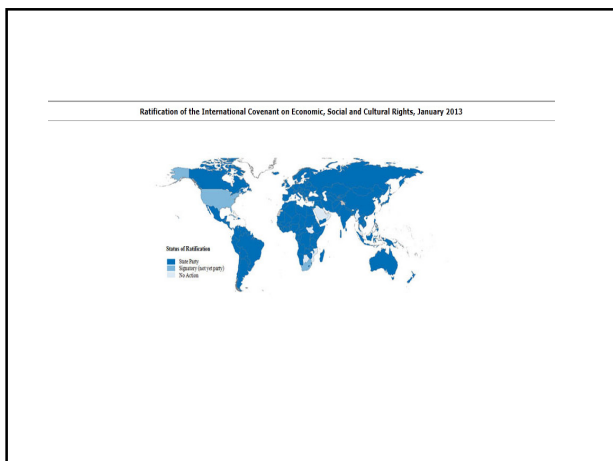 Ratification of the International Covenant on Economic, Social and Cultural Rights, January 2013
Status of Ratification
State Party
Signatory (not yet party)
No Action